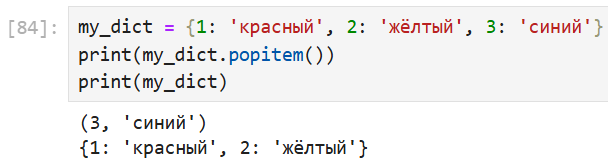 [84]: my_dict = {1: 'красный', 2: 'жёлтый', 3: 'синий'}
print(my_dict.popitem())
print(my_dict)
(3, 'синий')
{1: 'красный', 2: 'жёлтый'}